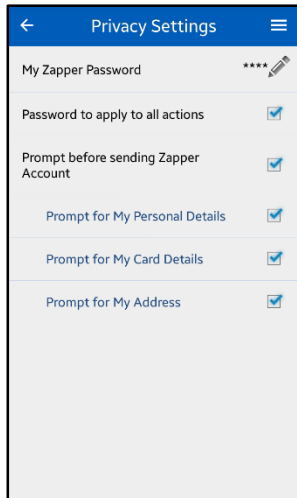 Privacy Settings
My Zapper Password ****
Password to apply to all actions
Prompt before sending Zapper
Account
Prompt for My Personal Details
Prompt for My Card Details
Prompt for My Address